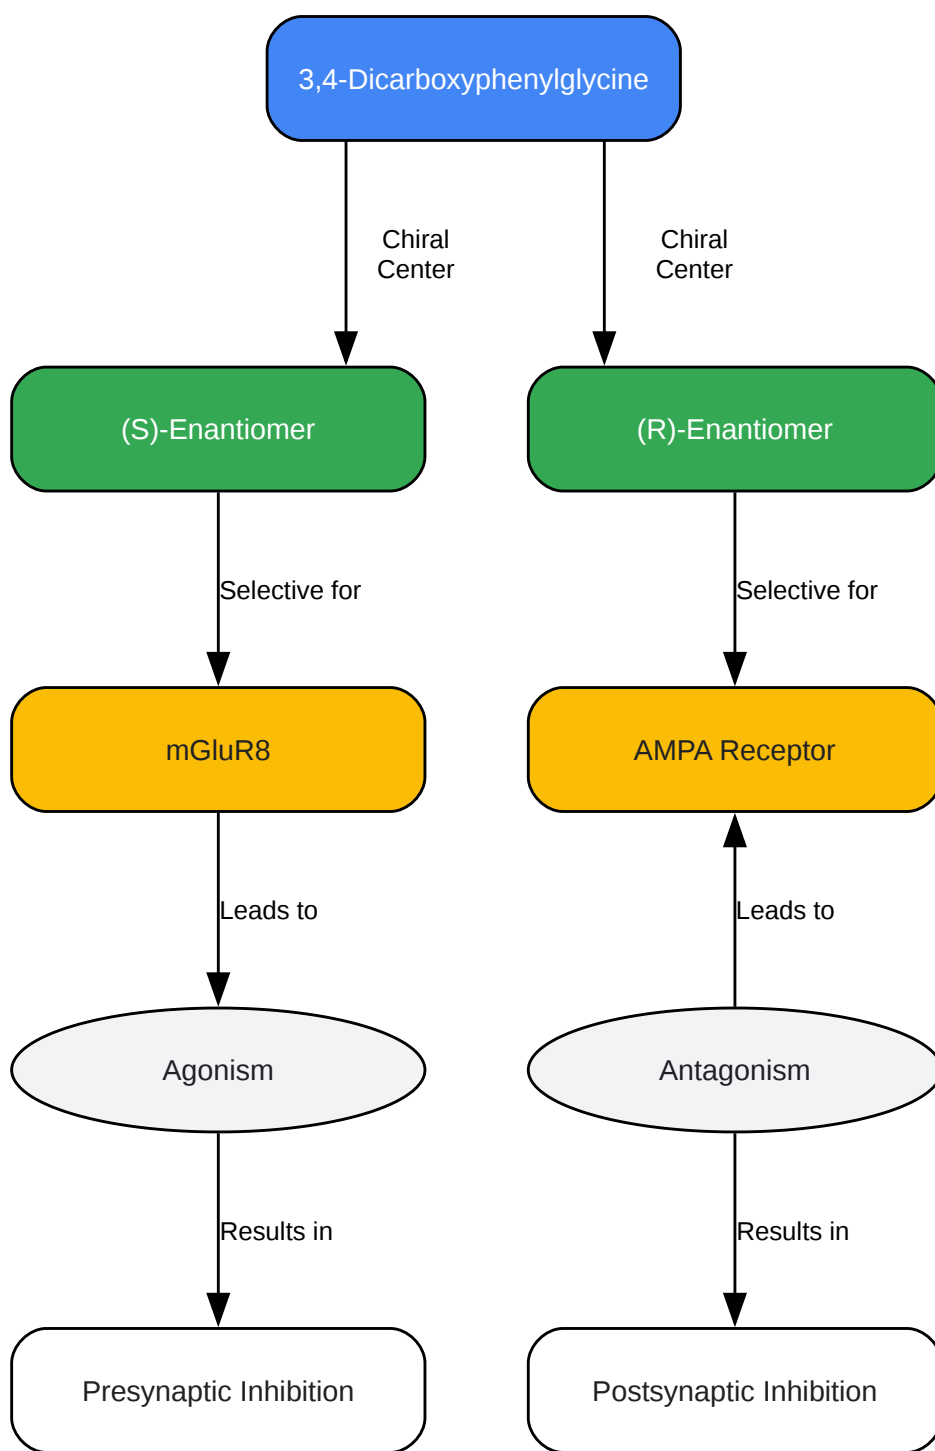 3,4-Dicarboxyphenylglycine
Chiral
Center
Chiral
Center
(S)-Enantiomer
(R)-Enantiomer
Selective for
Selective for
mGluR8
AMPA Receptor
Leads to
Leads to
Agonism
Antagonism
Results in
Results in
Presynaptic Inhibition
Postsynaptic Inhibition